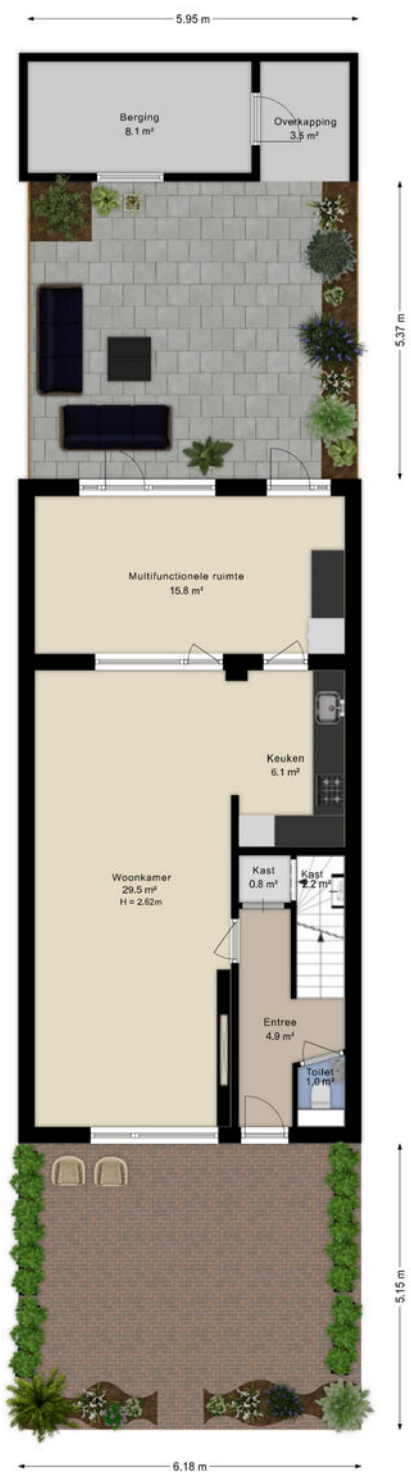 5.95 m
Berging
8.1 m²
Overkapping
3.5 m²
5.37 m
Multifunctionele ruimte
15.8 m²
Keuken
6.1 m²
Woonkamer
29.5 m²
H = 2.62m
Kast
0.8 m²
Kast
2.2 m²
Entree
4.9 m²
Toilet
1.0 m²
5.15 m
6.18 m